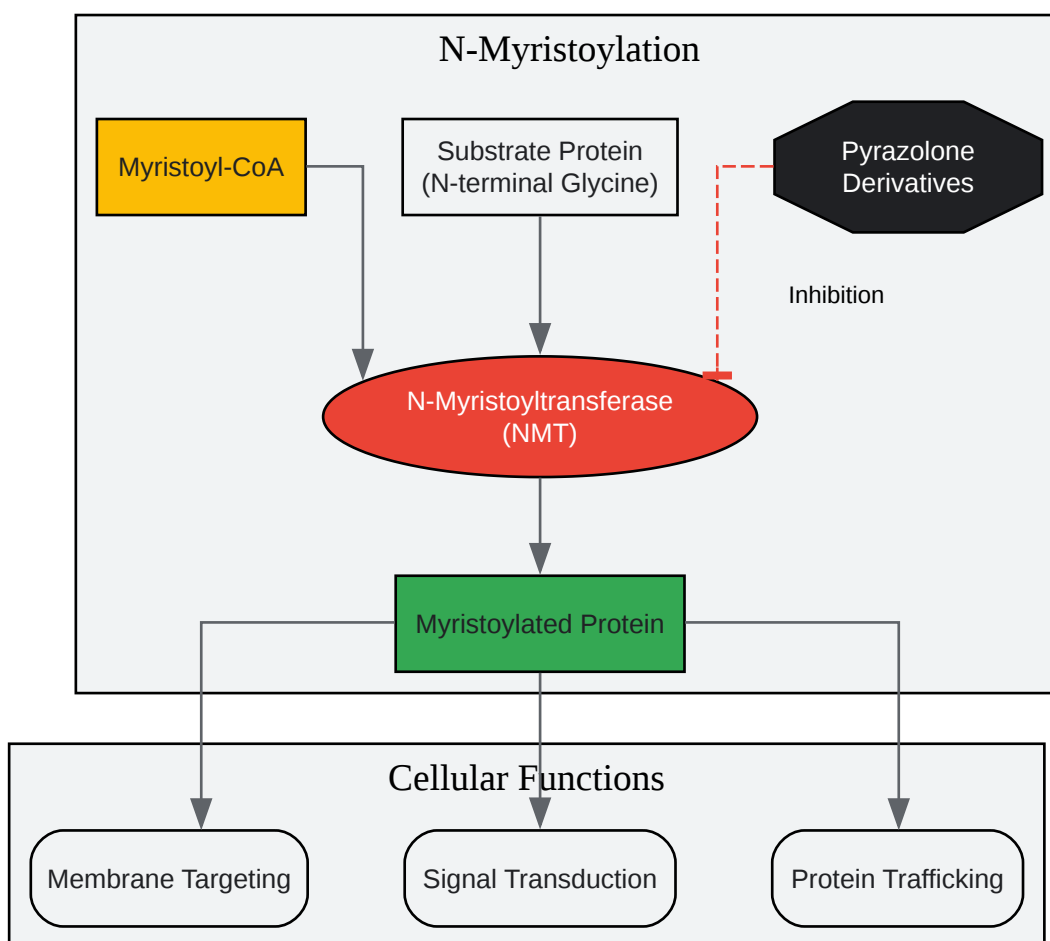 N-Myristoylation
Myristoyl-CoA
Substrate Protein
(N-terminal Glycine)
Pyrazolone
Derivatives
Inhibition
N-Myristoyltransferase
(NMT)
Myristoylated Protein
Cellular Functions
Membrane Targeting
Signal Transduction
Protein Trafficking